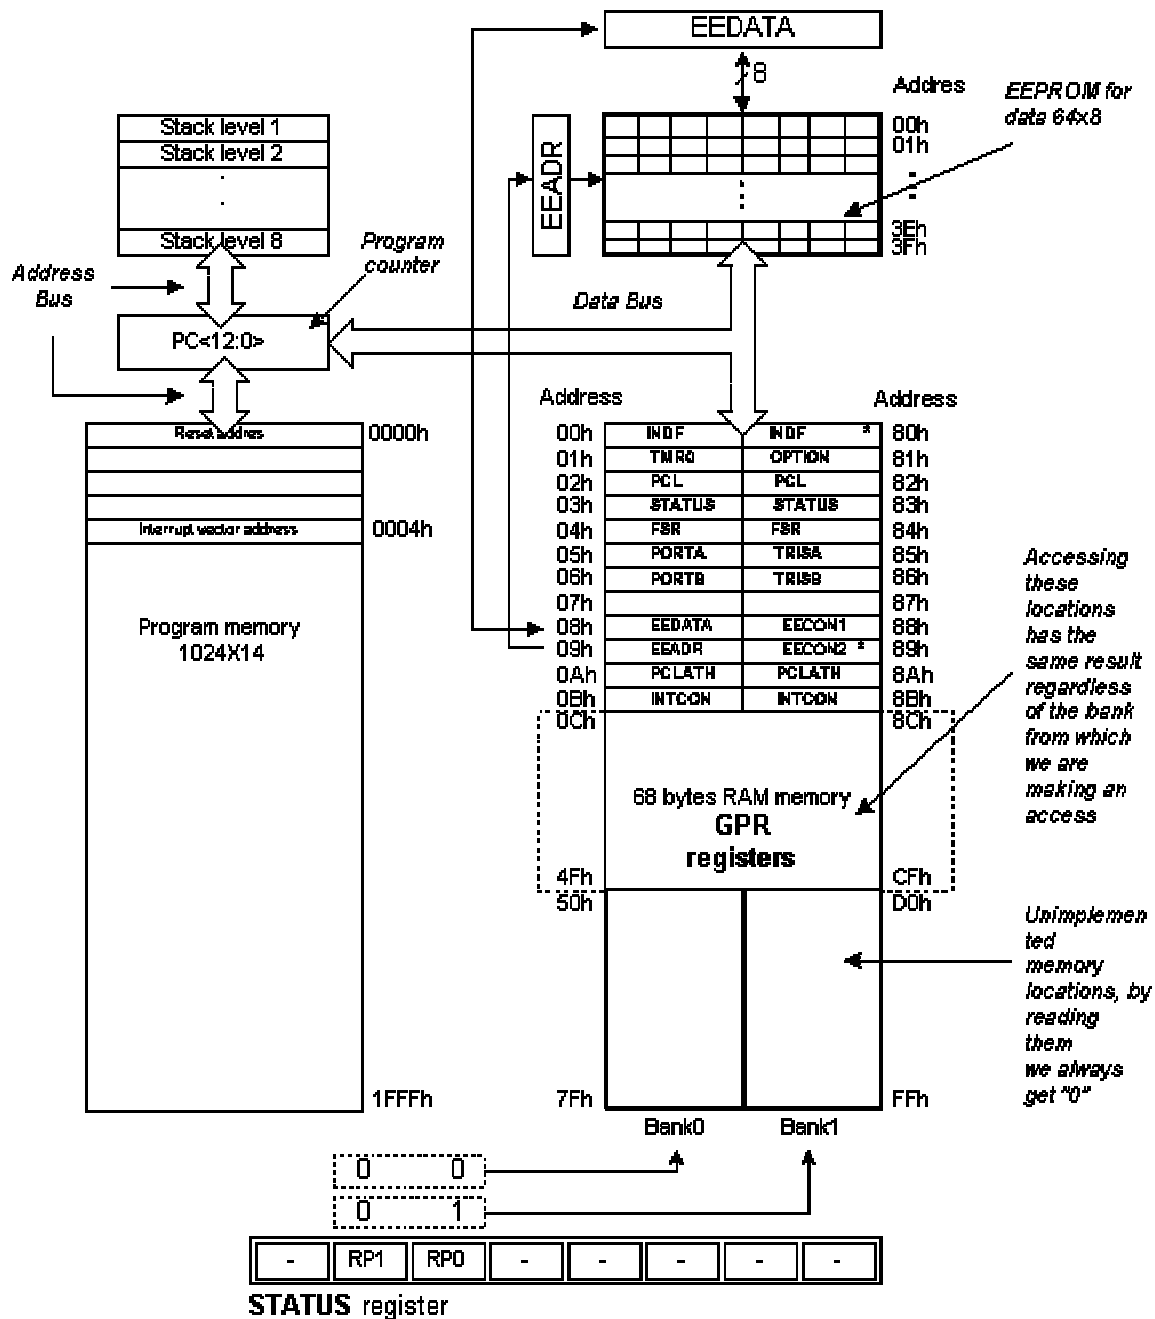 EEDATA
8
Addres
EEPROM for
data 64x8
EEADR
00h
01h
3Eh
3Fh
Stack level 1
Stack level 2
Stack level 8
Program
counter
Address
Bus
Data Bus
PC<12:0>
Address
Address
Reset addres 0000h
Interrupt vector address 0004h
Program memory
1024X14
1FFFh
00h INDF INDF * 80h
01h TMR0 OPTION 81h
02h PCL PCL 82h
03h STATUS STATUS 83h
04h FSR FSR 84h
05h PORTA TRISA 85h
06h PORTB TRISB 86h
07h 87h
08h EEDATA EECON1 88h
09h EEADR EECON2 * 89h
0Ah PCLATH PCLATH 8Ah
0Bh INTCON INTCON 8Bh
0Ch 8Ch
68 bytes RAM memory
GPR
registers
4Fh CFh
50h D0h
7Fh FFh
Bank0 Bank1
Accessing
these
locations
has the
same result
regardless
of the bank
from which
we are
making an
access
Unimplemen
ted
memory
locations, by
reading
them
we always
get "0"
0 0
0 1
- RP1 RP0 - - - - -
STATUS register